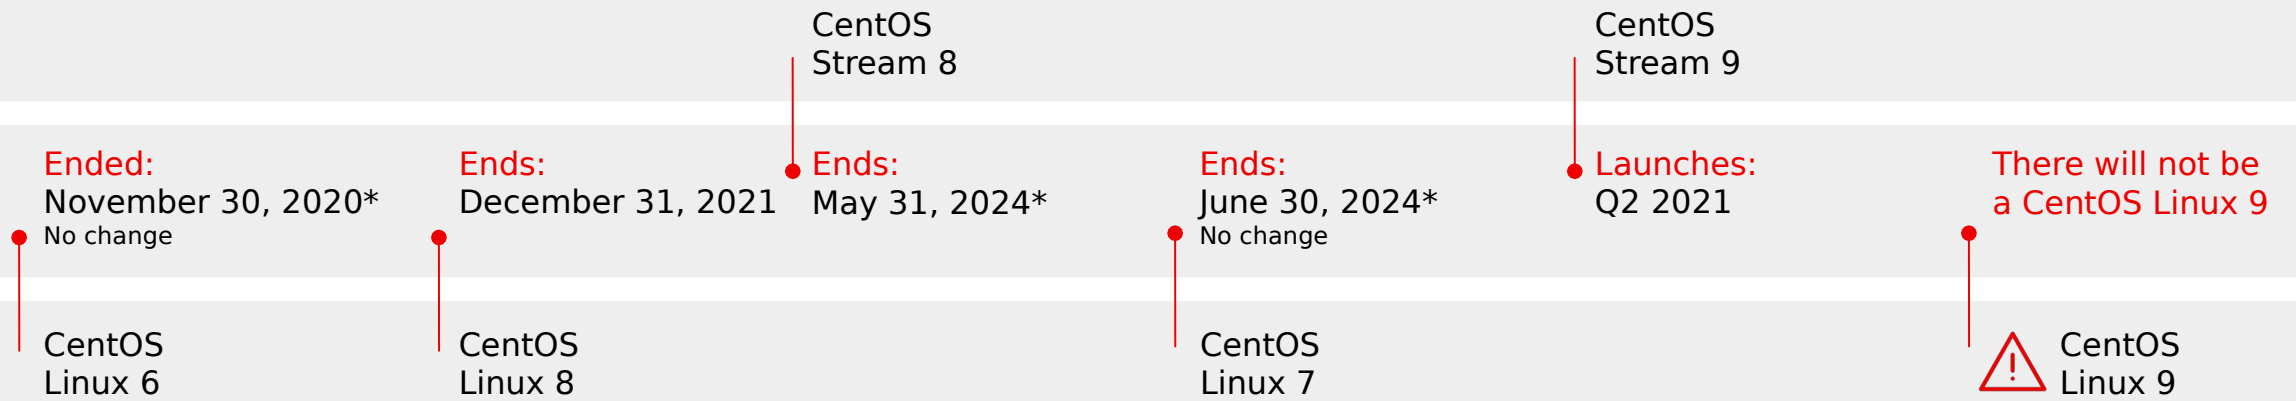 CentOS
Stream 8
CentOS
Stream 9
Ended:
November 30, 2020*
No change
Ends:
December 31, 2021
Ends:
May 31, 2024*
Ends:
June 30, 2024*
No change
Launches:
Q2 2021
There will not be
a CentOS Linux 9
CentOS
Linux 6
CentOS
Linux 8
CentOS
Linux 7
CentOS
Linux 9